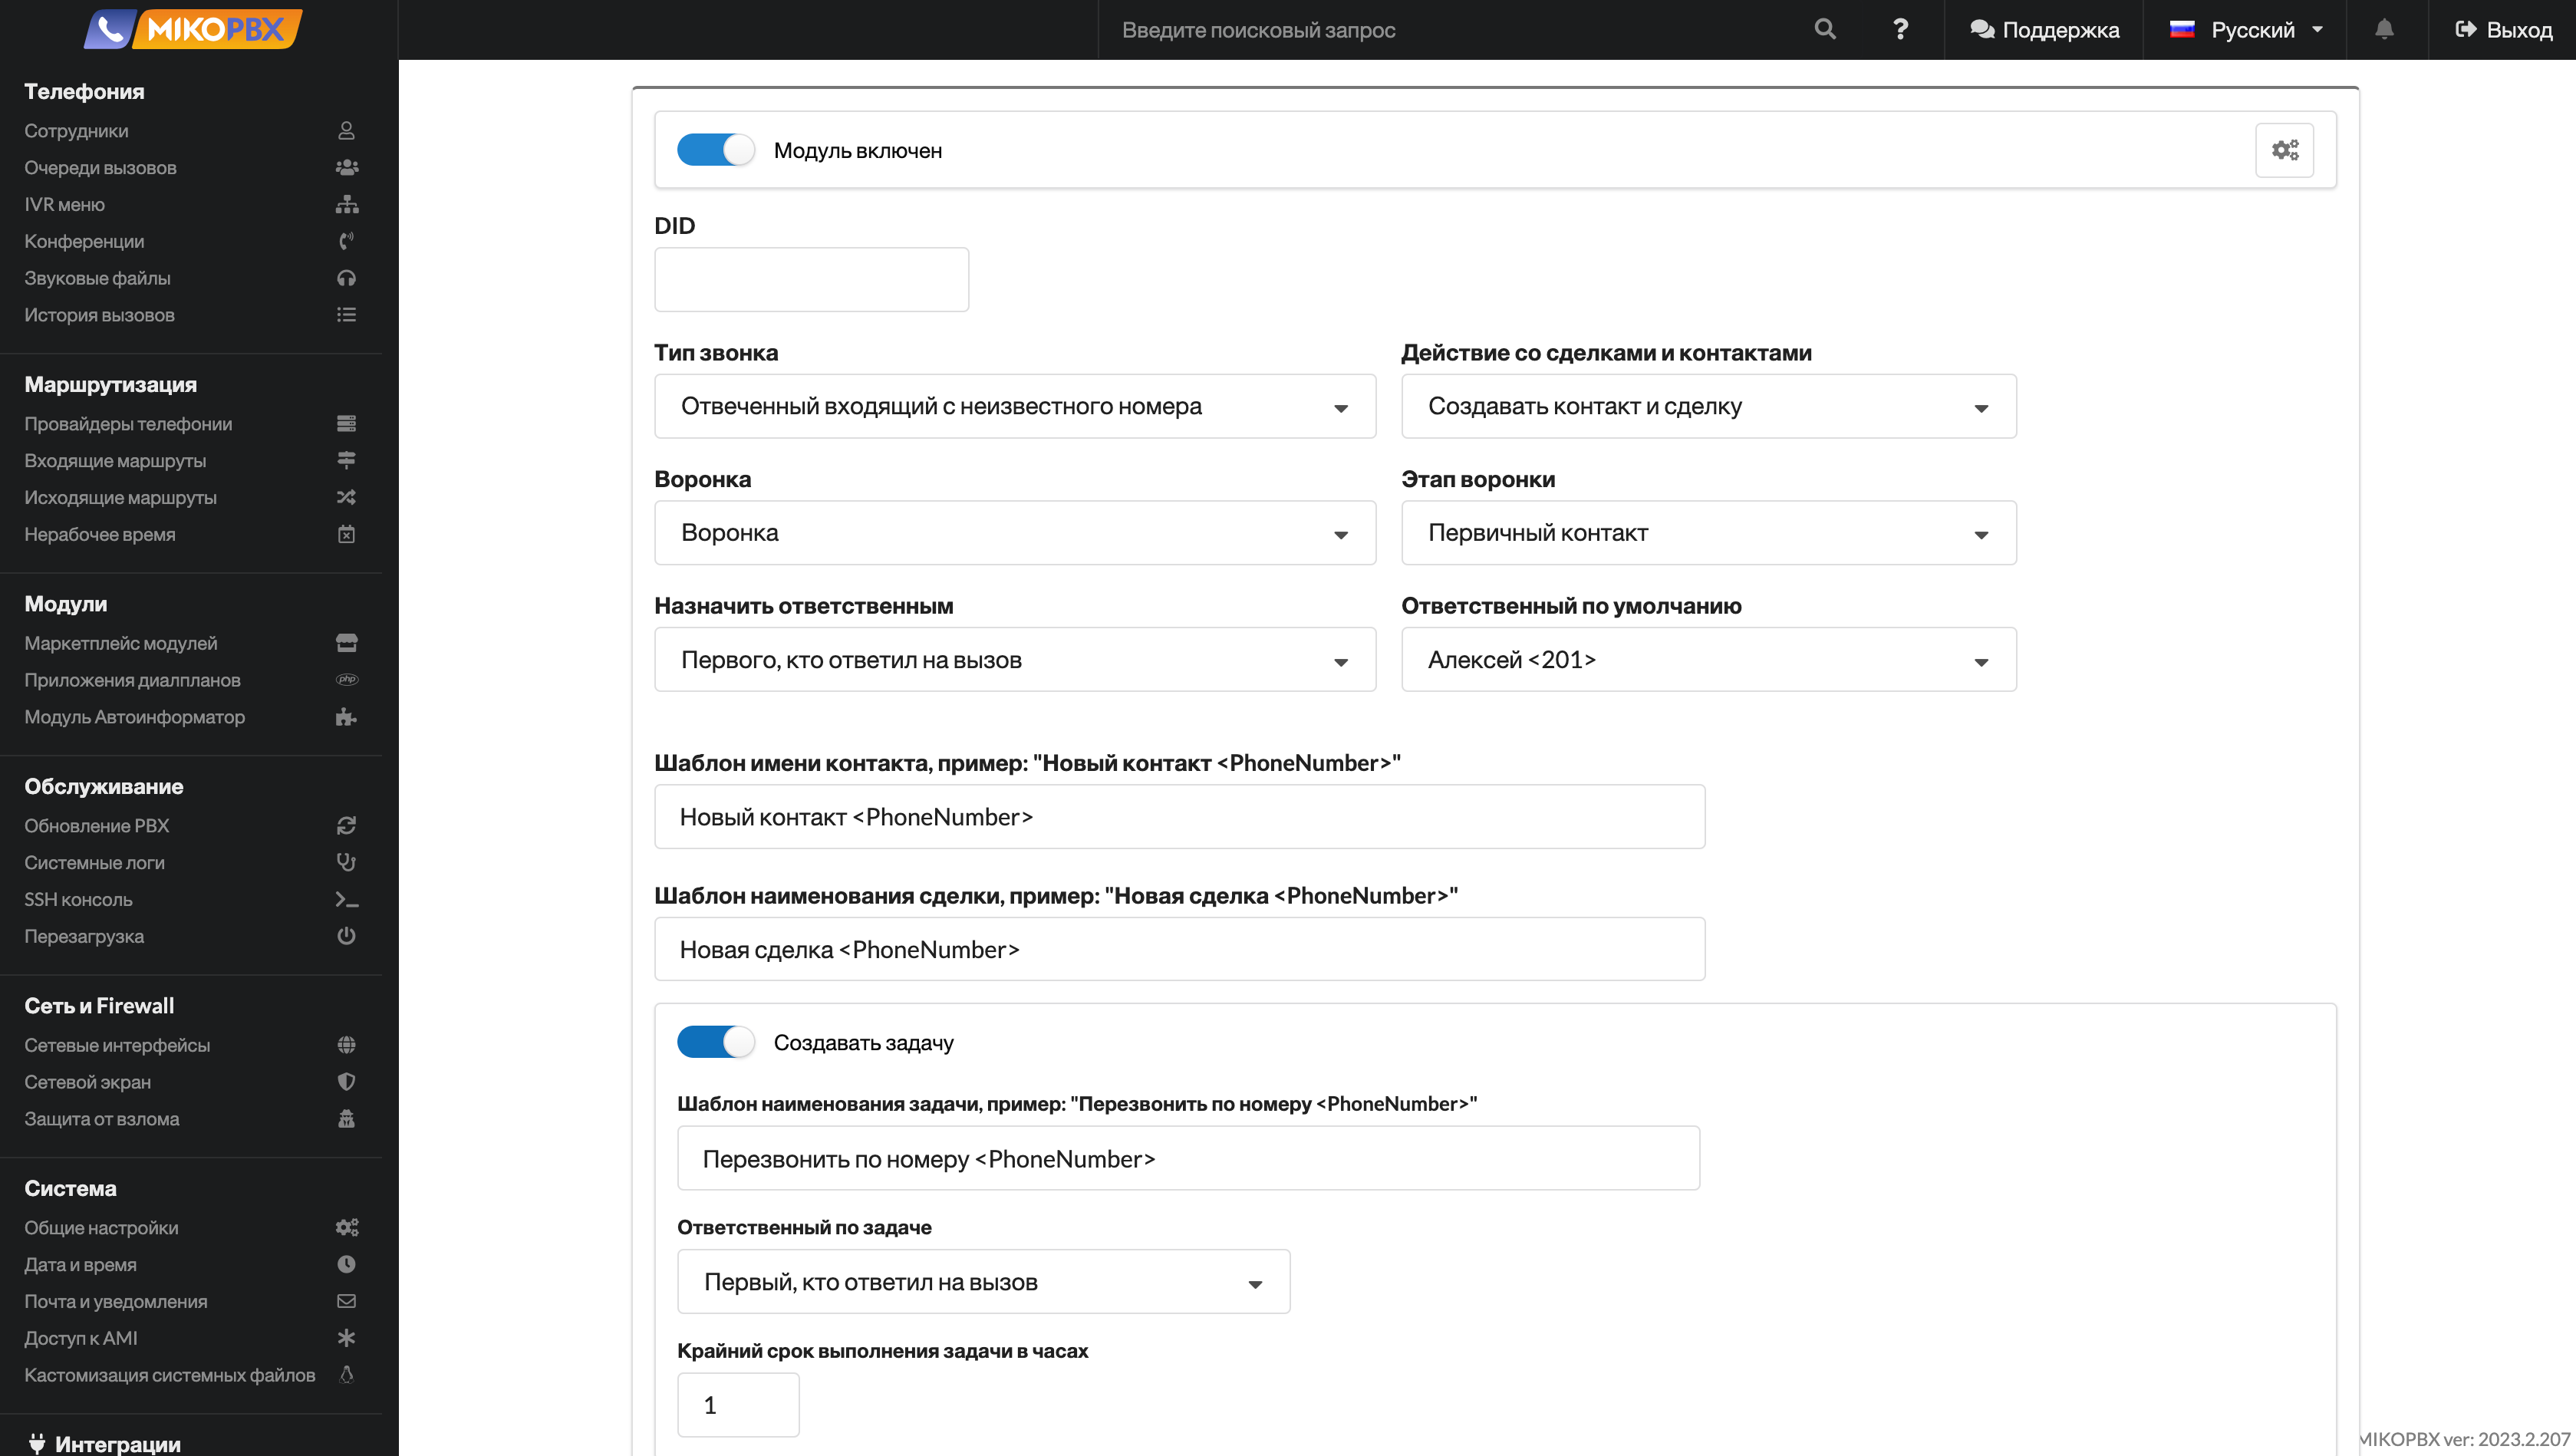 MIKOPBX
Введите поисковый запрос
Поддержка
Русский
Выход
Телефония
Сотрудники
Очереди вызовов
IVR меню
Конференции
Звуковые файлы
История вызовов
Маршрутизация
Провайдеры телефонии
Входящие маршруты
Исходящие маршруты
Нерабочее время
Модули
Маркетплейс модулей
Приложения диалпланов
php
Модуль Автоинформатор
Обслуживание
Обновление PBX
Системные логи
SSH консоль
Перезагрузка
Сеть и Firewall
Сетевые интерфейсы
Сетевой экран
Защита от взлома
Система
Общие настройки
Дата и время
Почта и уведомления
Доступ к AMI
Кастомизация системных файлов
Интеграции
Модуль включен
DID
Тип звонка
Действие со сделками и контактами
Отвеченный входящий с неизвестного номера
Создавать контакт и сделку
Воронка
Этап воронки
Воронка
Первичный контакт
Назначить ответственным
Ответственный по умолчанию
Первого, кто ответил на вызов
Алексей <201>
Шаблон имени контакта, пример: "Новый контакт <PhoneNumber>"
Новый контакт <PhoneNumber>
Шаблон наименования сделки, пример: "Новая сделка <PhoneNumber>"
Новая сделка <PhoneNumber>
Создавать задачу
Шаблон наименования задачи, пример: "Перезвонить по номеру <PhoneNumber>"
Перезвонить по номеру <PhoneNumber>
Ответственный по задаче
Первый, кто ответил на вызов
Крайний срок выполнения задачи в часах
1
MIKOPBX ver: 2023.2.207